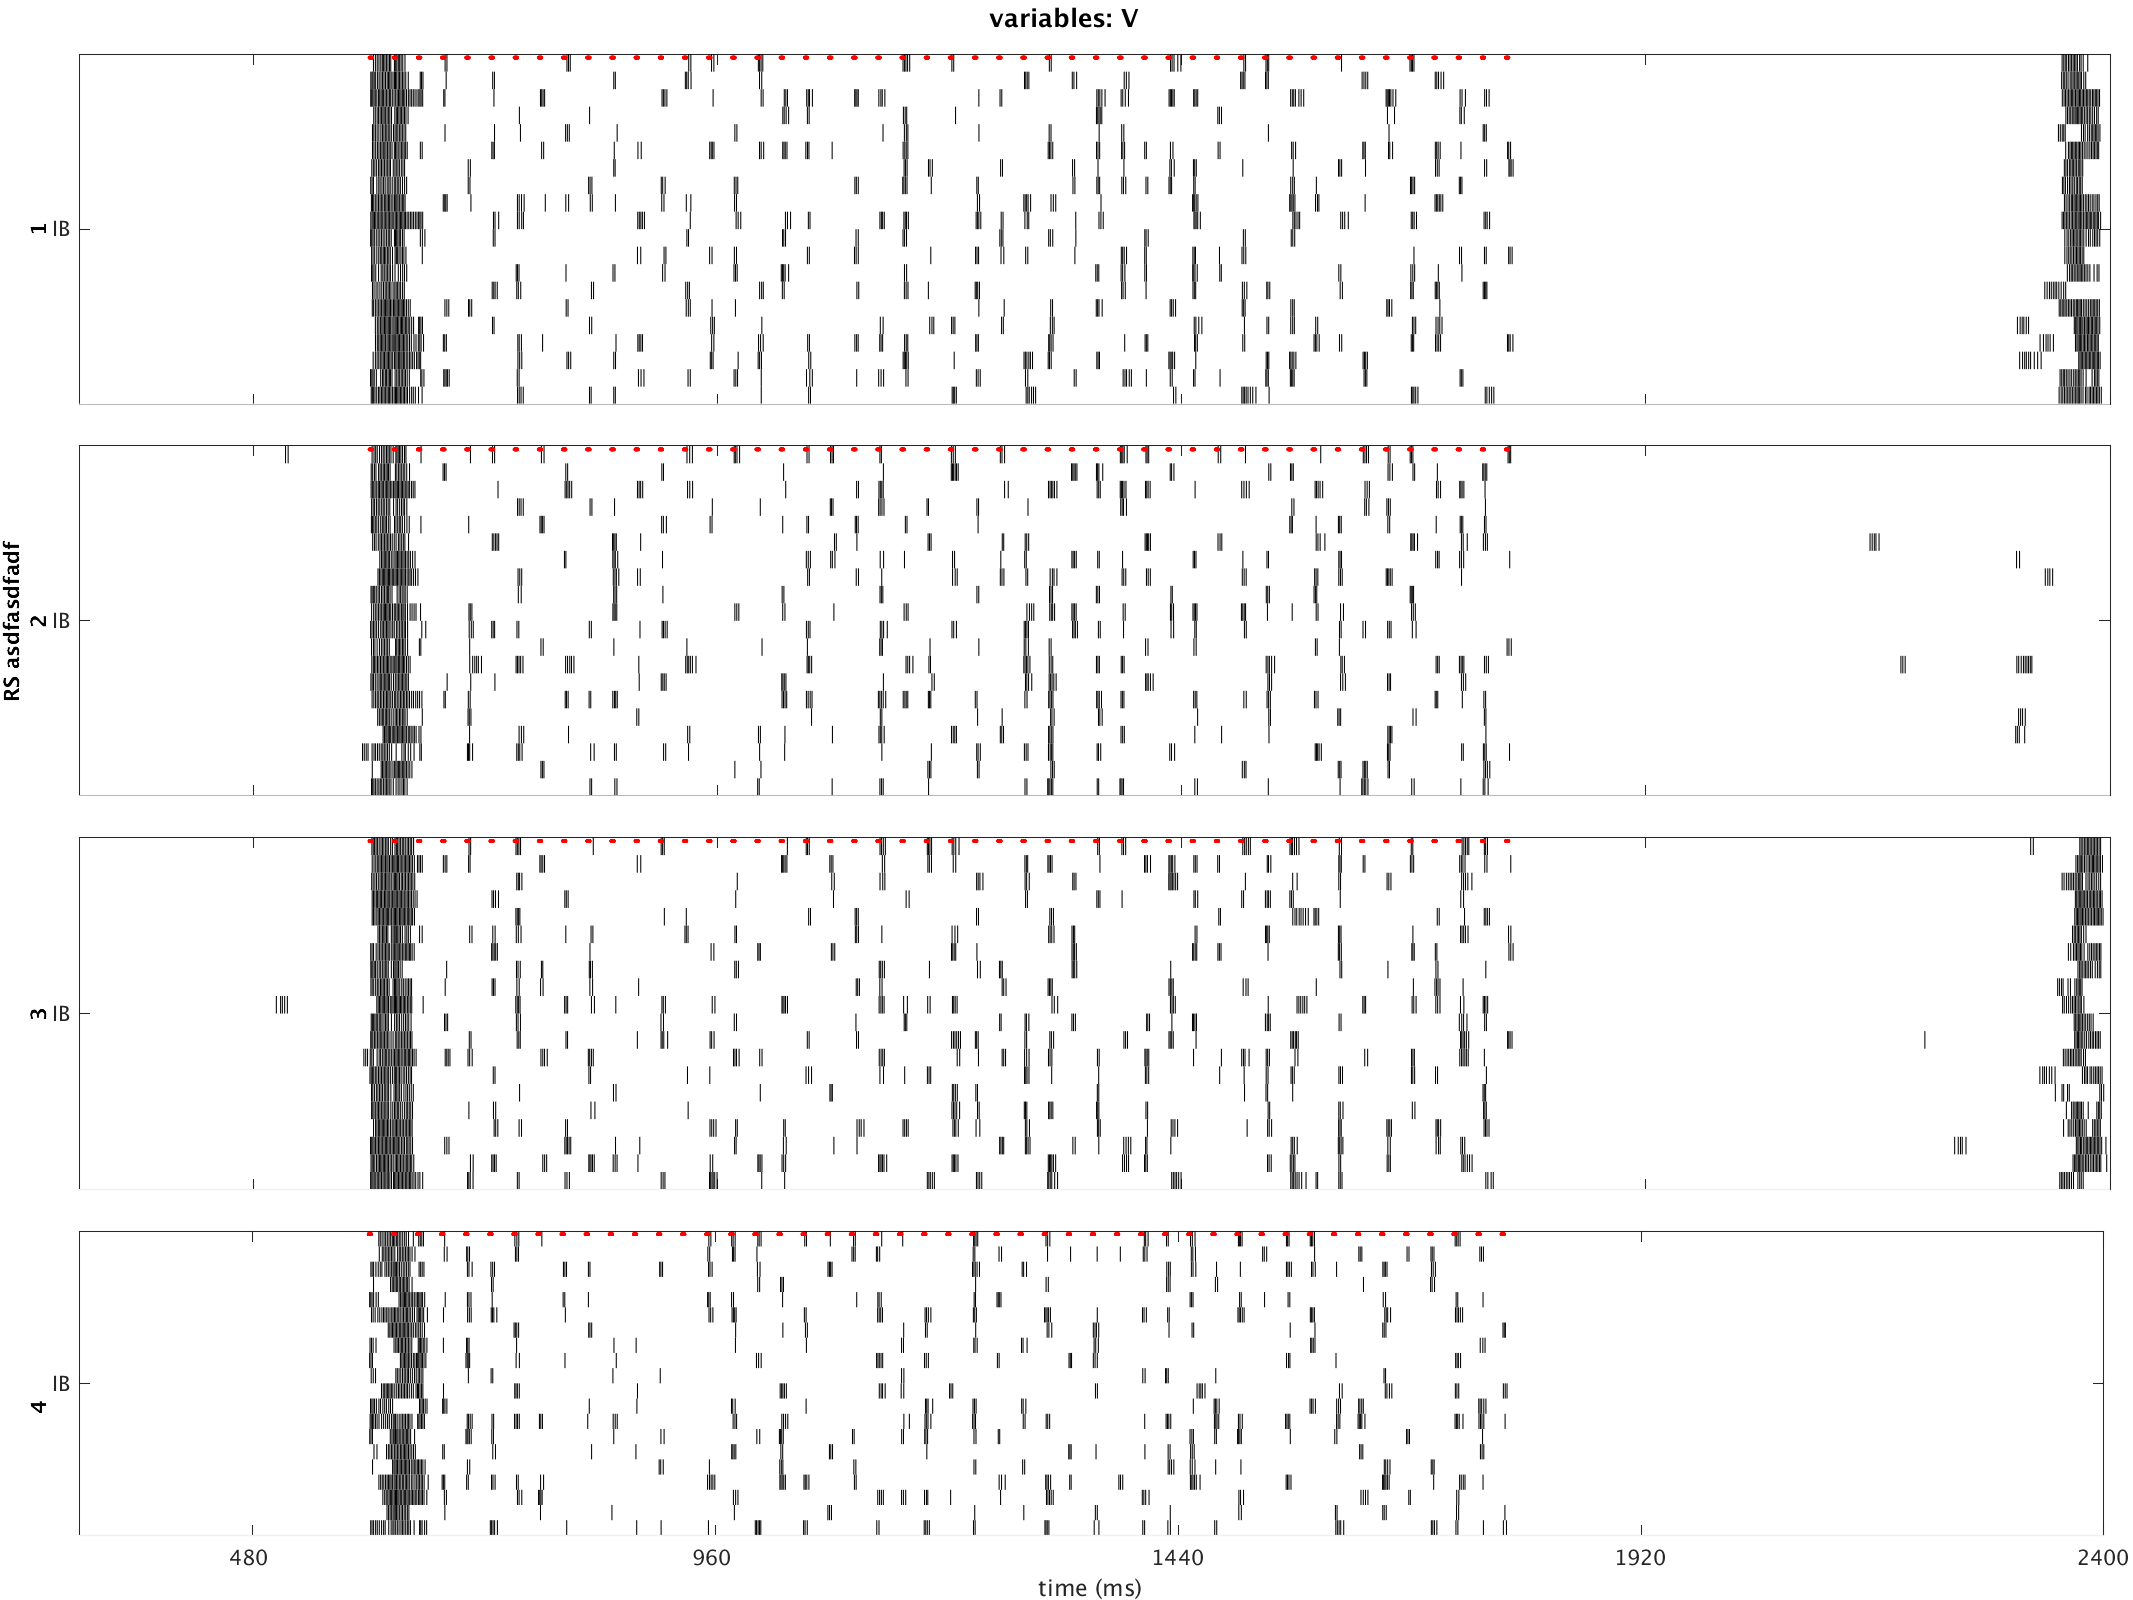 variables: V
RS asdfasdfadf
1 IB
2 IB
3 IB
4 IB
480 960 1440 1920 2400
time (ms)